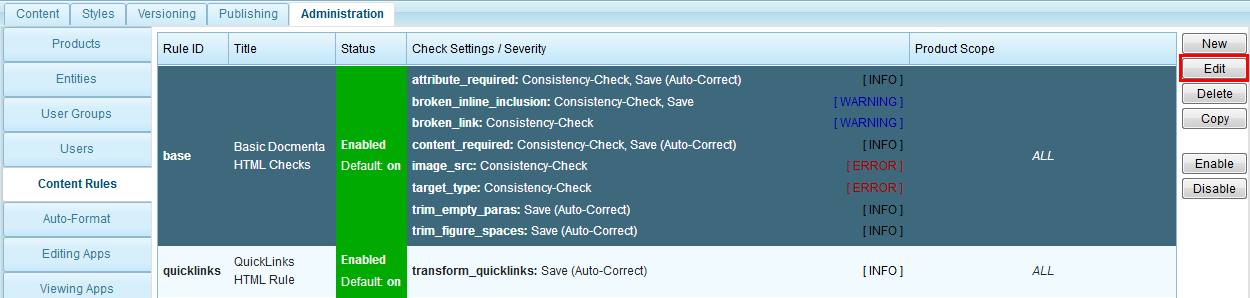 Content Styles Versioning Publishing Administration
Products
Entities
User Groups
Users
Content Rules
Auto-Format
Editing Apps
Viewing Apps
Rule ID Title Status Check Settings / Severity Product Scope
base
Basic Docmenta
HTML Checks
Enabled
Default: on
attribute_required: Consistency-Check, Save (Auto-Correct) [ INFO ]
broken_inline_inclusion: Consistency-Check, Save [ WARNING ]
broken_link: Consistency-Check [ WARNING ]
content_required: Consistency-Check, Save (Auto-Correct) [ INFO ]
image_src: Consistency-Check [ ERROR ]
target_type: Consistency-Check [ ERROR ]
trim_empty_paras: Save (Auto-Correct) [ INFO ]
trim_figure_spaces: Save (Auto-Correct) [ INFO ]
ALL
quicklinks
QuickLinks
HTML Rule
Enabled
Default: on
transform_quicklinks: Save (Auto-Correct) [ INFO ]
ALL
New
Edit
Delete
Copy
Enable
Disable